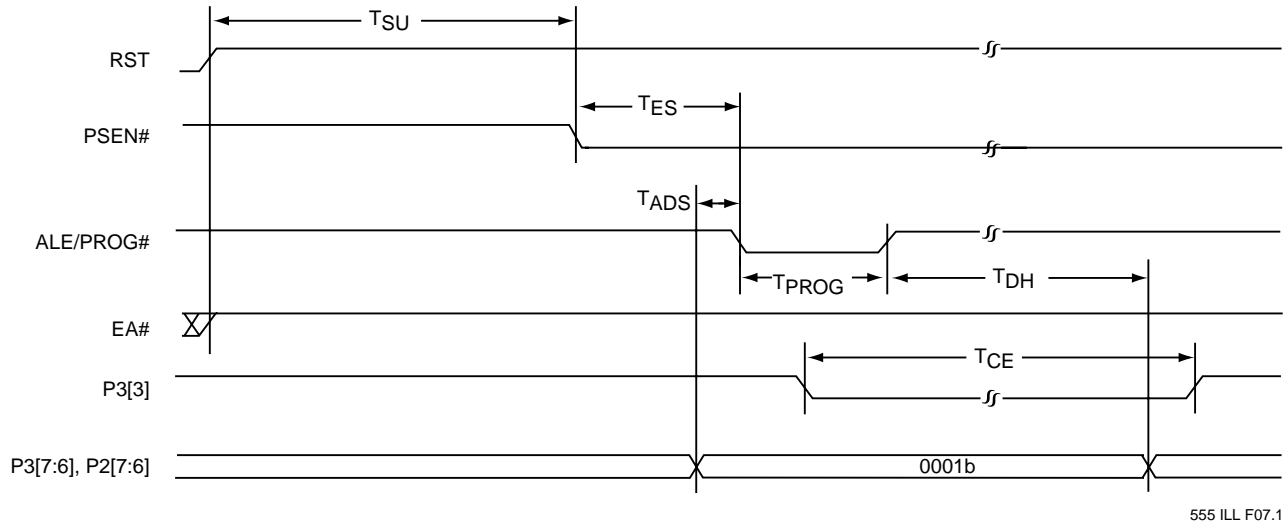 TSU
RST
TES
PSEN#
TADS
ALE/PROG#
TPROG
TDH
EA#
TCE
P3[3]
P3[7:6], P2[7:6]
0001b
555 ILL F07.1